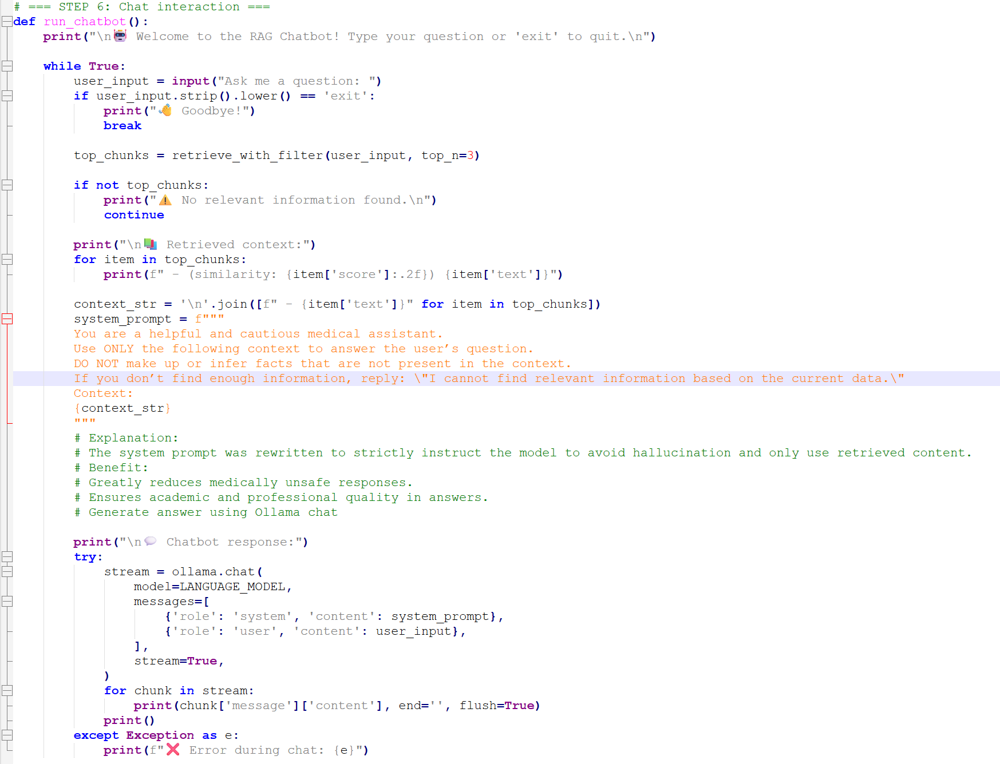 # === STEP 6: Chat interaction ===
def run_chatbot():
    print("\n🤖 Welcome to the RAG Chatbot! Type your question or 'exit' to quit.\n")

    while True:
        user_input = input("Ask me a question: ")
        if user_input.strip().lower() == 'exit':
            print("👋 Goodbye!")
            break

        top_chunks = retrieve_with_filter(user_input, top_n=3)

        if not top_chunks:
            print("⚠️ No relevant information found.\n")
            continue

        print("\n📚 Retrieved context:")
        for item in top_chunks:
            print(f" - (similarity: {item['score']:.2f}) {item['text']}")

        context_str = '\n'.join([f" - {item['text']}" for item in top_chunks])
        system_prompt = f"""
        You are a helpful and cautious medical assistant.
        Use ONLY the following context to answer the user’s question.
        DO NOT make up or infer facts that are not present in the context.
        If you don’t find enough information, reply: \"I cannot find relevant information based on the current data.\"
        Context:
        {context_str}
        """
        # Explanation:
        # The system prompt was rewritten to strictly instruct the model to avoid hallucination and only use retrieved content.
        # Benefit:
        # Greatly reduces medically unsafe responses.
        # Ensures academic and professional quality in answers.
        # Generate answer using Ollama chat

        print("\n💬 Chatbot response:")
        try:
            stream = ollama.chat(
                model=LANGUAGE_MODEL,
                messages=[
                    {'role': 'system', 'content': system_prompt},
                    {'role': 'user', 'content': user_input},
                ],
                stream=True,
            )
            for chunk in stream:
                print(chunk['message']['content'], end='', flush=True)
            print()
        except Exception as e:
            print(f"❌ Error during chat: {e}")